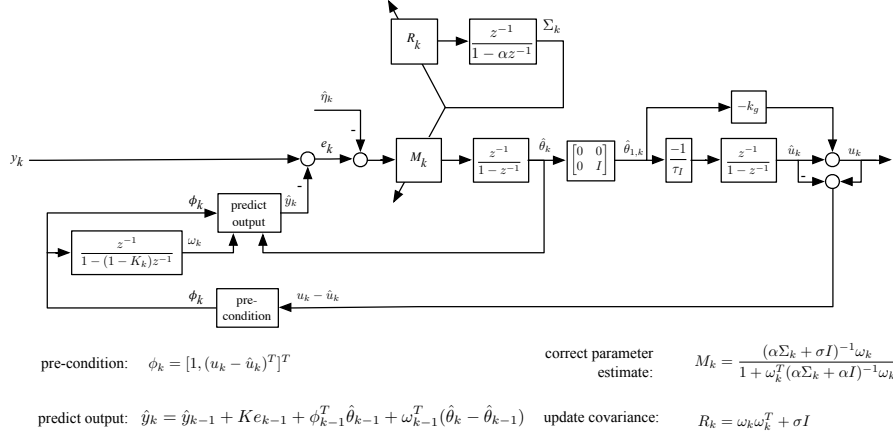 R_k
z^{-1}
1 − αz^{-1}
Σ_k
η̂_k
-
y_k
e_k
M_k
z^{-1}
1 − z^{-1}
θ̂_k
[0 0
0 I]
θ̂_{1,k}
−1
τ_I
z^{-1}
1 − z^{-1}
û_k
−k_g
u_k
-
-
ϕ_k
predict
output
ŷ_k
z^{-1}
1 − (1 − K_k)z^{-1}
ω_k
ϕ_k
pre-
condition
u_k − û_k
pre-condition: ϕ_k = [1, (u_k − û_k)^T]^T
correct parameter
estimate:
M_k = (αΣ_k + σI)^{-1}ω_k / 1 + ω_k^T(αΣ_k + αI)^{-1}ω_k
predict output: ŷ_k = ŷ_{k−1} + Ke_{k−1} + ϕ_{k−1}^T θ̂_{k−1} + ω_{k−1}^T(θ̂_k − θ̂_{k−1})
update covariance: R_k = ω_kω_k^T + σI